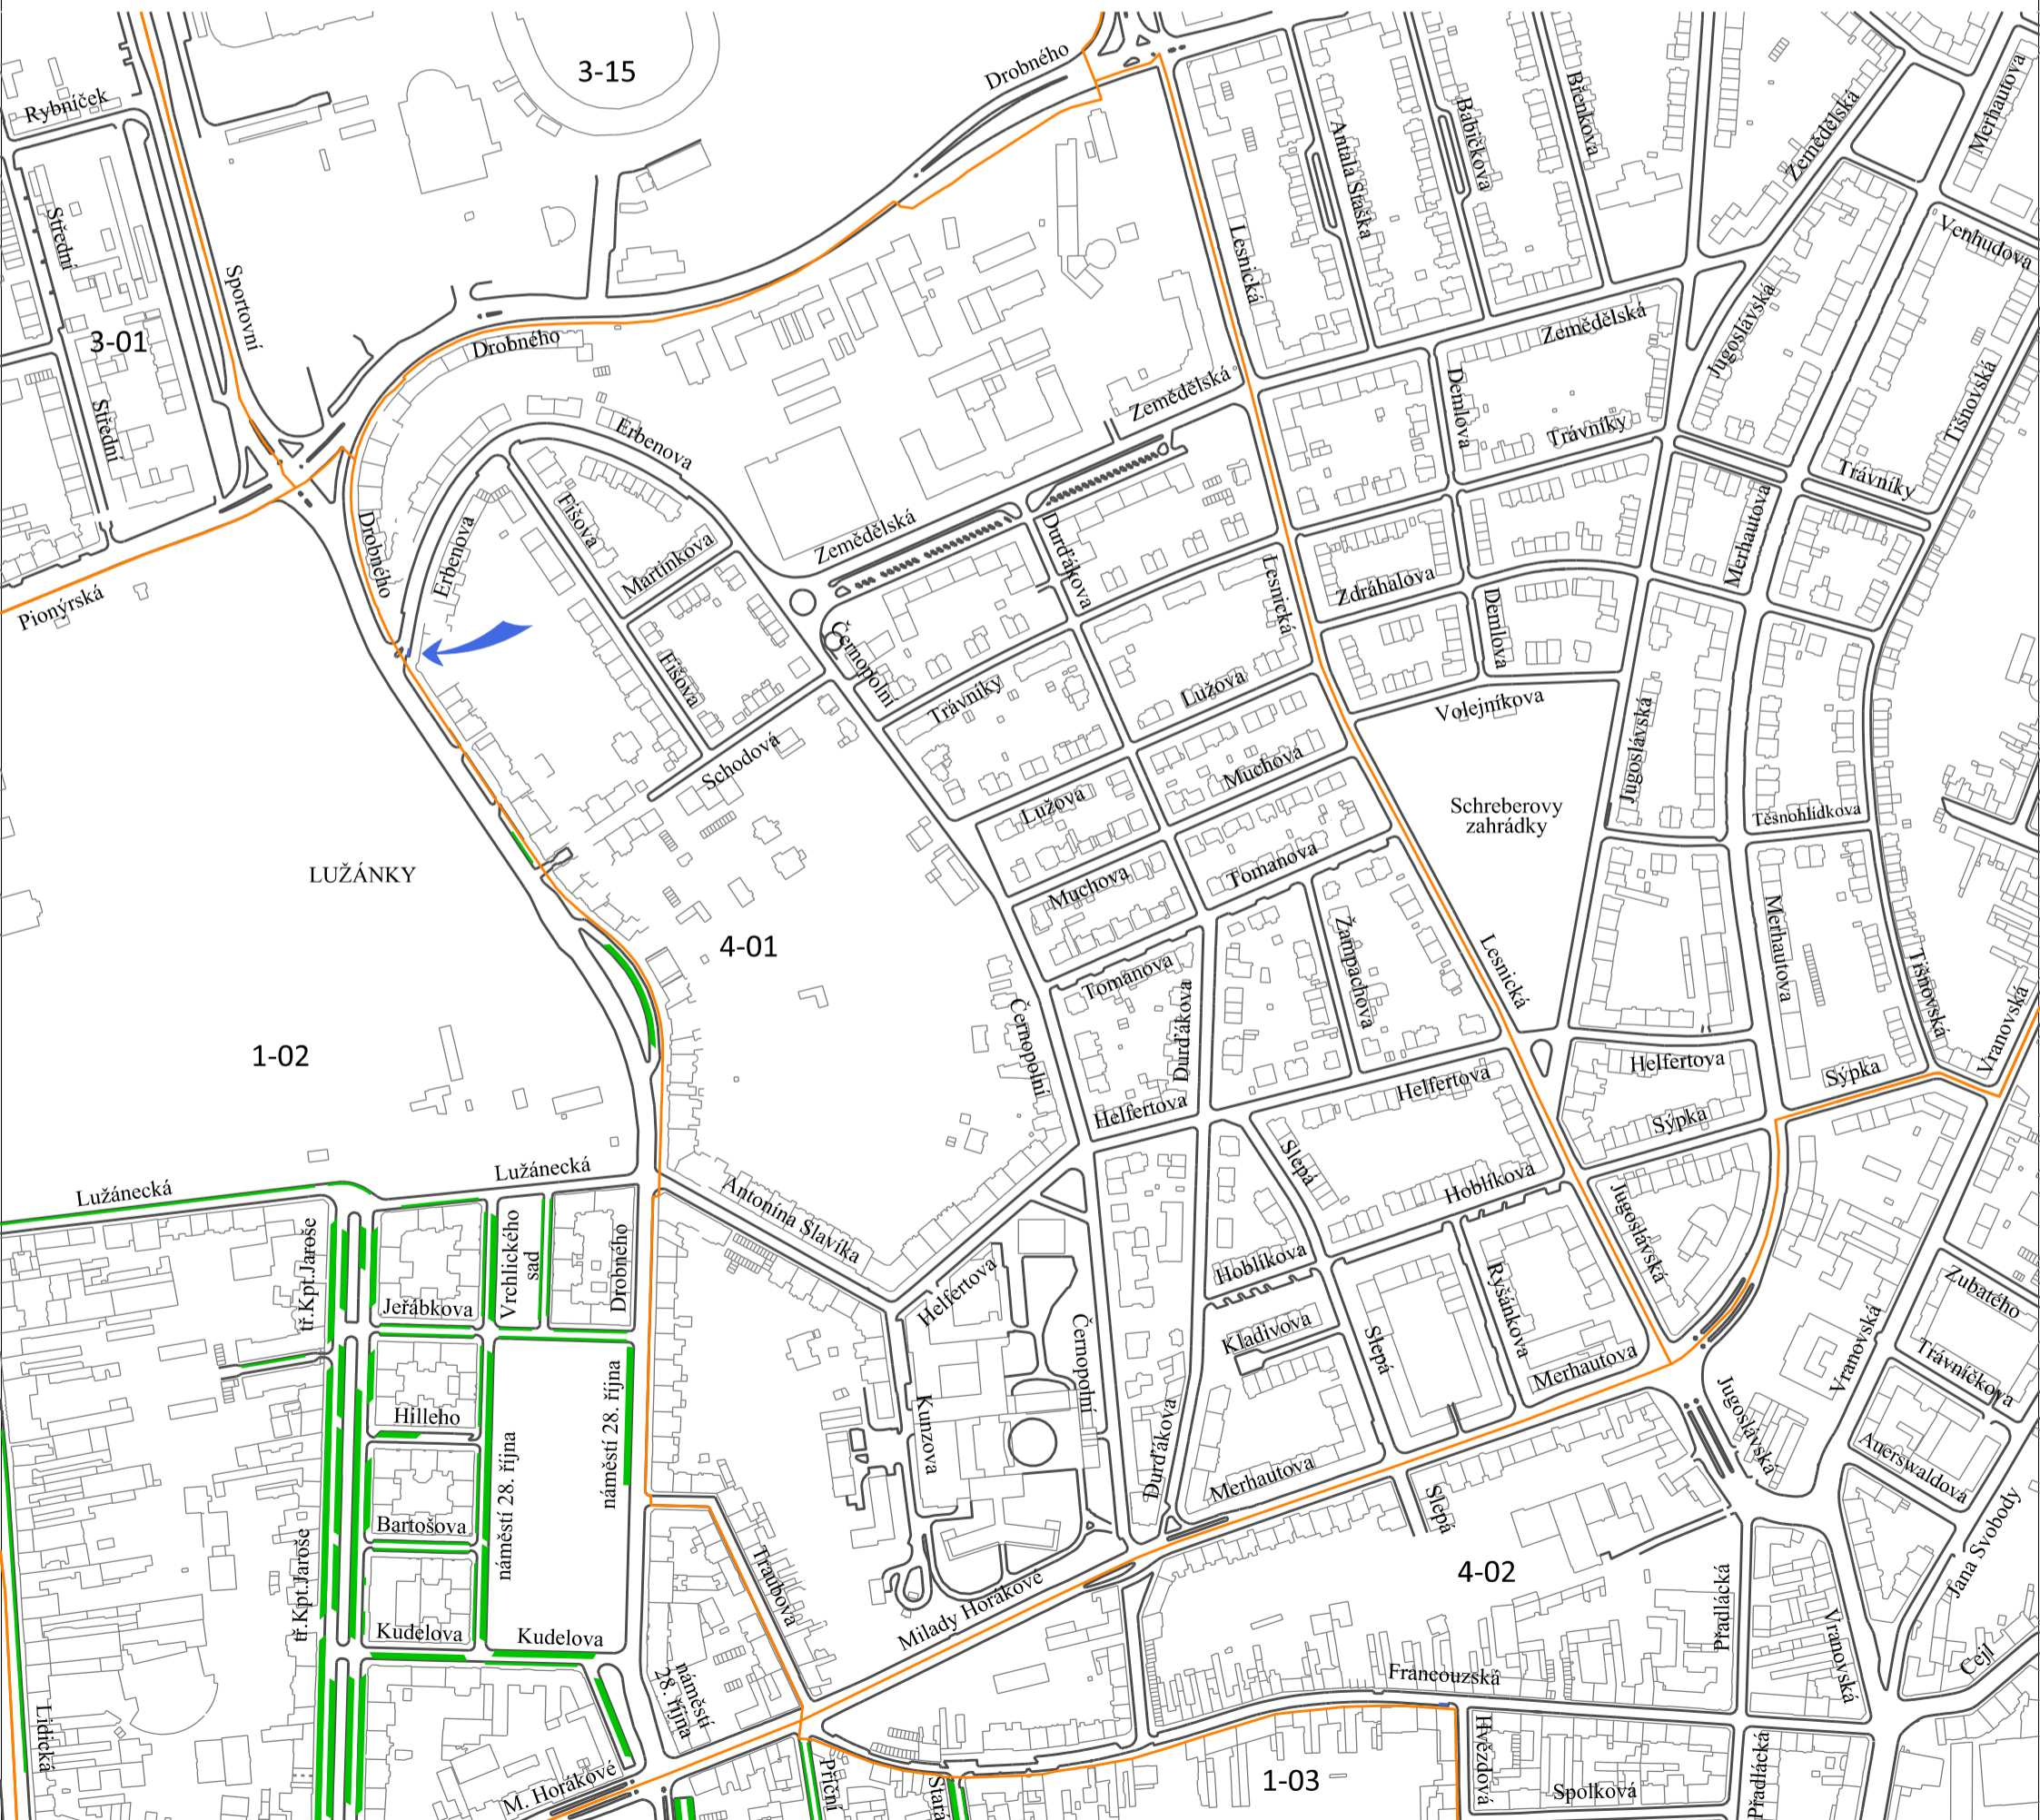 3-15
Drobného
Rybníček
Merhautova
Zemědělská
Břenkova
Babičkova
Antala Staška
Střední
Sportovní
Lesnická
Venhudova
3-01
Drobného
Zemědělská
Jugoslávská
Zemědělská
Demlova
Trávníky
Tišnovská
Střední
Erbenova
Trávníky
Fišova
Zemědělská
Merhautova
Drobného
Erbenova
Martinkova
Durďákova
Lesnická
Zdráhalova
Demlova
Pionýrská
Fišova
Černopolní
Trávníky
Lužova
Volejníkova
Jugoslávská
Schodová
Muchova
Lužova
Schreberovy
zahrádky
Těsnohlídkova
LUŽÁNKY
Muchova
Tomanova
4-01
Žampachova
Lesnická
Merhautova
Tišnovská
Tomanova
Durďákova
Černopolní
Vranovská
1-02
Helfertova
Helfertova
Sýpka
Helfertova
Sýpka
Lužánecká
Lužánecká
Antonína Slavíka
Slepá
Hoblíkova
Jugoslávská
tř.Kpt.Jaroše
Vrchlického
sad
Drobného
Hoblíkova
Helfertova
Jeřábkova
Ryšánkova
Zubatého
Kladivova
Slepá
Černopolní
Merhautova
Vranovská
Trávníčkova
náměstí 28. října
Hilleho
Kunzova
Jugoslávská
Durďákova
Auerswaldova
náměstí 28. října
Merhautova
Slepá
Bartošova
tř.Kpt.Jaroše
Traubova
4-02
Jana Svobody
Přadlácká
Milady Horákové
Kudelova
Kudelova
Vranovská
Cejl
Francouzská
náměstí
28. října
Lidická
M. Horákové
Příční
Stará
1-03
Hvězdová
Spolková
Přadlácká